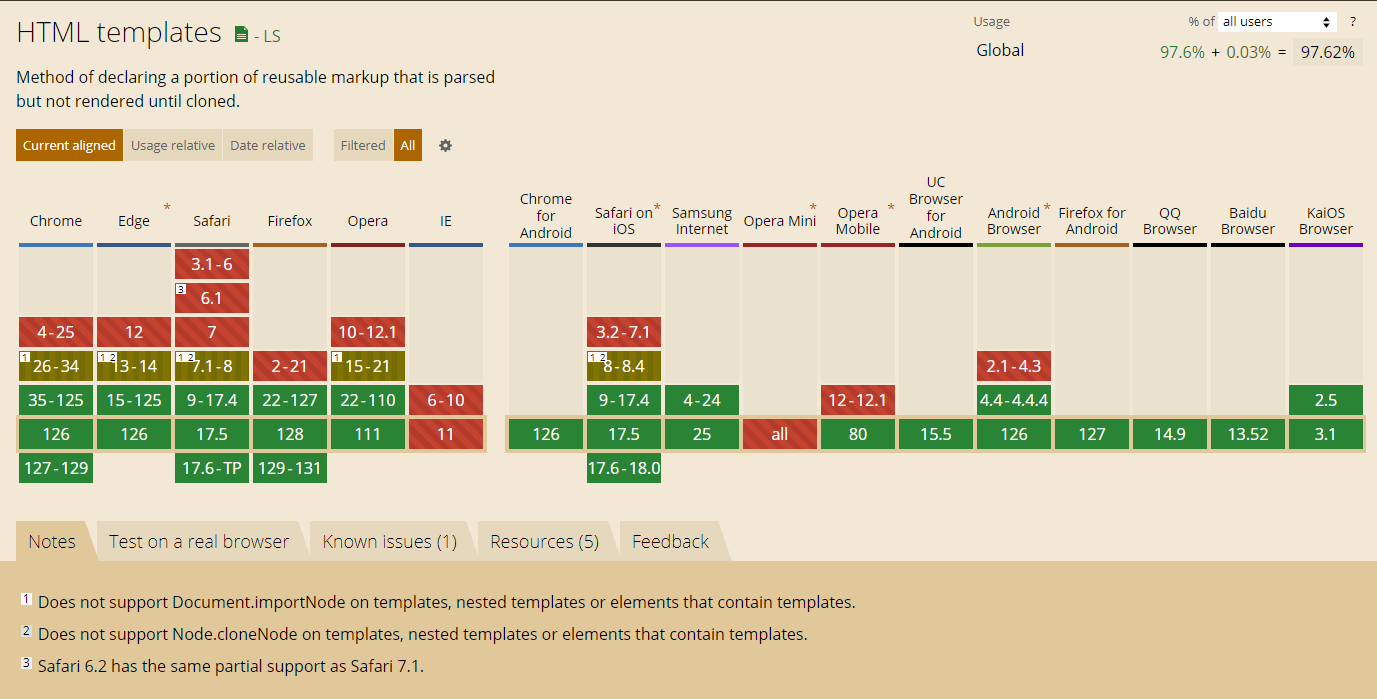 HTML templates - LS
Usage % of all users ?
Global 97.6% + 0.03% = 97.62%
Method of declaring a portion of reusable markup that is parsed
but not rendered until cloned.
Current aligned Usage relative Date relative Filtered All
Chrome
Edge *
Safari
Firefox
Opera
IE
Chrome
for
Android
Safari on *
iOS
Samsung
Internet
Opera Mini *
Opera *
Mobile
UC
Browser
for
Android
Android *
Browser
Firefox for
Android
QQ
Browser
Baidu
Browser
KaiOS
Browser
3.1-6
3 6.1
4-25 12 7 10-12.1 3.2-7.1
1 26-34 1 2 13-14 1 2 7.1-8 2-21 1 15-21 1 2 8-8.4 2.1-4.3
35-125 15-125 9-17.4 22-127 22-110 6-10 9-17.4 4-24 12-12.1 4.4-4.4.4 2.5
126 126 17.5 128 111 11 126 17.5 25 all 80 15.5 126 127 14.9 13.52 3.1
127-129 17.6-TP 129-131 17.6-18.0
Notes Test on a real browser Known issues (1) Resources (5) Feedback
1 Does not support Document.importNode on templates, nested templates or elements that contain templates.
2 Does not support Node.cloneNode on templates, nested templates or elements that contain templates.
3 Safari 6.2 has the same partial support as Safari 7.1.